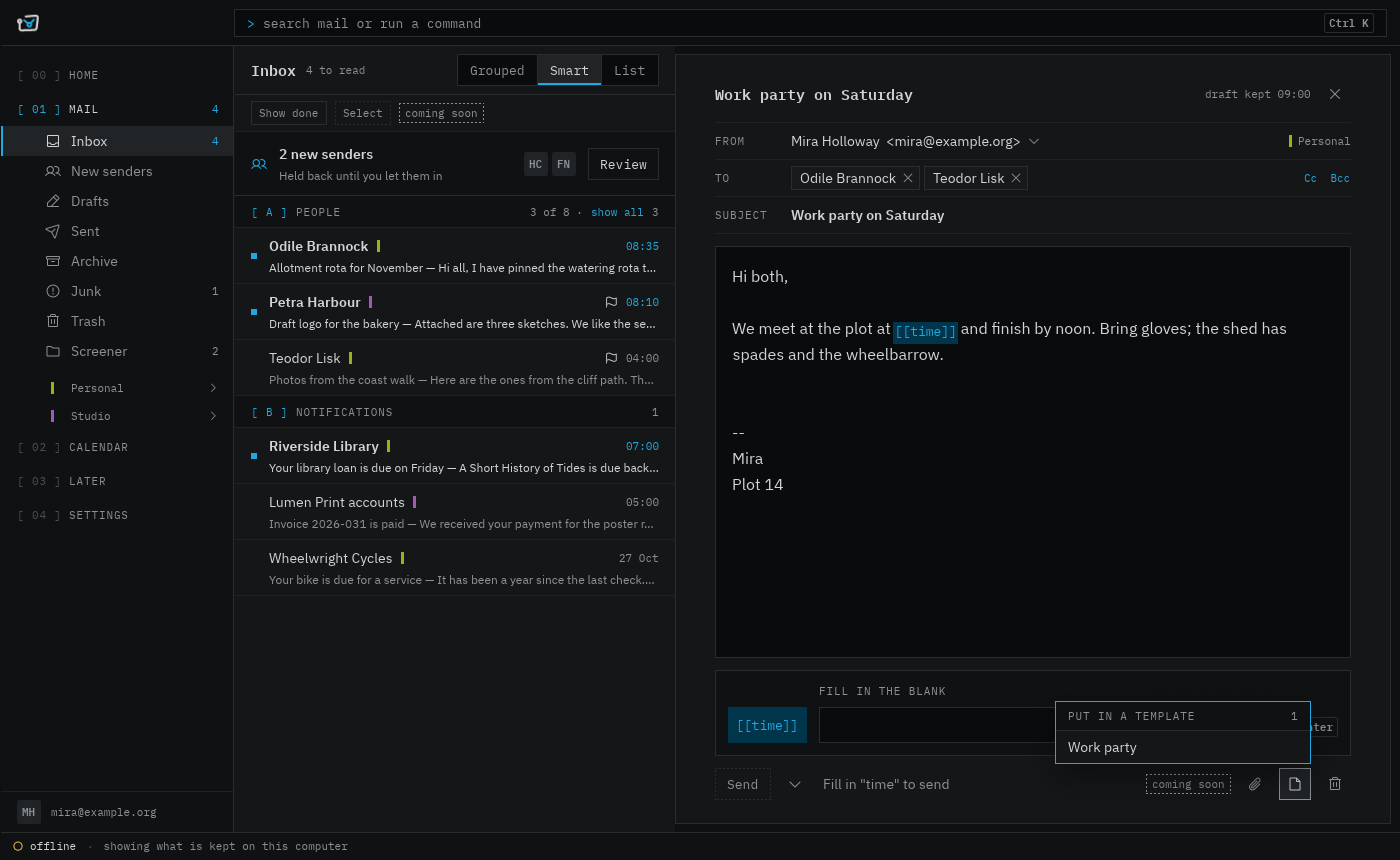 > search mail or run a command Ctrl K
[ 00 ] HOME
[ 01 ] MAIL 4
Inbox 4
New senders
Drafts
Sent
Archive
Junk 1
Trash
Screener 2
Personal
Studio
[ 02 ] CALENDAR
[ 03 ] LATER
[ 04 ] SETTINGS
MH mira@example.org
Inbox 4 to read Grouped Smart List
Show done Select coming soon
2 new senders
Held back until you let them in
HC FN Review
[ A ] PEOPLE 3 of 8 · show all 3
Odile Brannock 08:35
Allotment rota for November — Hi all, I have pinned the watering rota t…
Petra Harbour 08:10
Draft logo for the bakery — Attached are three sketches. We like the se…
Teodor Lisk 04:00
Photos from the coast walk — Here are the ones from the cliff path. Th…
[ B ] NOTIFICATIONS 1
Riverside Library 07:00
Your library loan is due on Friday — A Short History of Tides is due back…
Lumen Print accounts 05:00
Invoice 2026-031 is paid — We received your payment for the poster r…
Wheelwright Cycles 27 Oct
Your bike is due for a service — It has been a year since the last check.…
Work party on Saturday draft kept 09:00
FROM Mira Holloway <mira@example.org> Personal
TO Odile Brannock Teodor Lisk Cc Bcc
SUBJECT Work party on Saturday
Hi both,
We meet at the plot at [[time]] and finish by noon. Bring gloves; the shed has
spades and the wheelbarrow.
--
Mira
Plot 14
FILL IN THE BLANK
[[time]]
PUT IN A TEMPLATE 1
Work party
Send Fill in "time" to send coming soon
offline · showing what is kept on this computer